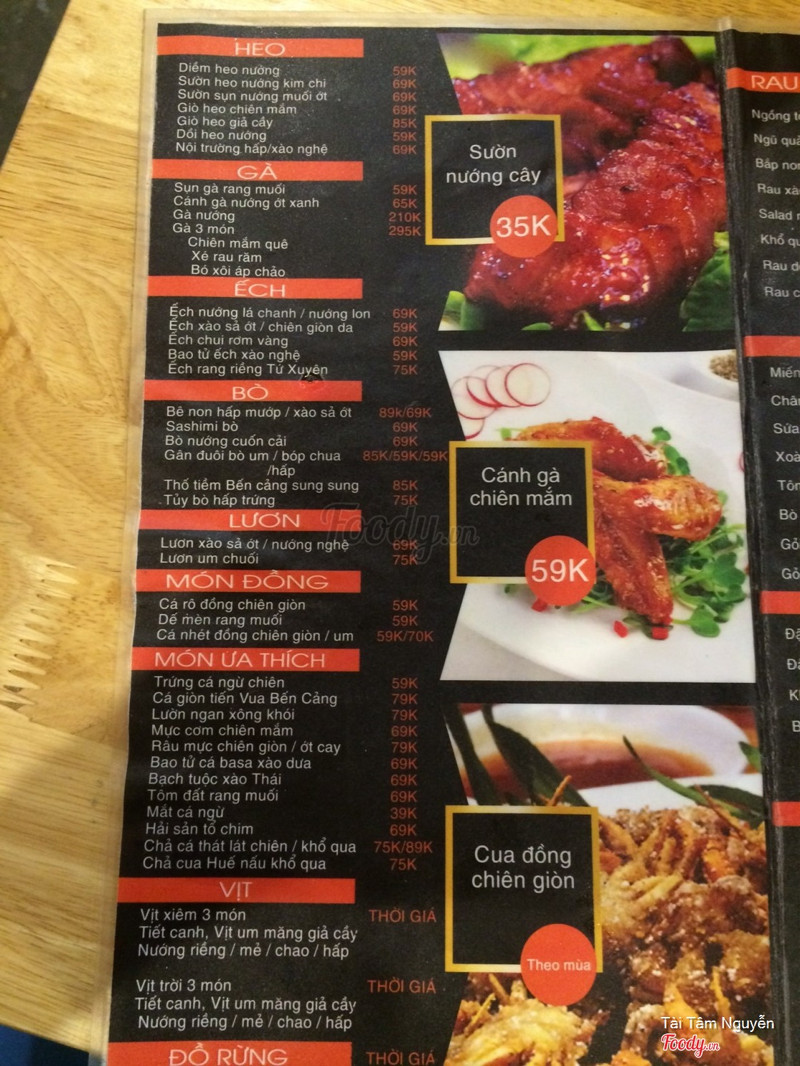 HEO
Diềm heo nướng 59K
Sườn heo nướng kim chi 69K
Sườn sụn nướng muối ớt 69K
Giò heo chiên mắm 69K
Giò heo giả cầy 85K
Dồi heo nướng 59K
Nội trường hấp/xào nghệ 69K
GÀ
Sụn gà rang muối 59K
Cánh gà nướng ớt xanh 65K
Gà nướng 210K
Gà 3 món 295K
Chiên mắm quê
Xé rau răm
Bó xôi áp chảo
ẾCH
Ếch nướng lá chanh / nướng lon 69K
Ếch xào sả ớt / chiên giòn da 59K
Ếch chui rơm vàng 69K
Bao tử ếch xào nghệ 59K
Ếch rang riềng Tứ Xuyên 75K
BÒ
Bê non hấp mướp / xào sả ớt 89k/69K
Sashimi bò 69K
Bò nướng cuốn cải 69K
Gân đuôi bò um / bóp chua 85K/59K/59K
/hấp
Thố tiềm Bến cảng sung sung 85K
Tủy bò hấp trứng 75K
LƯƠN
Lươn xào sả ớt / nướng nghệ 69K
Lươn um chuối 75K
MÓN ĐỒNG
Cá rô đồng chiên giòn 59K
Dế mèn rang muối 59K
Cá nhét đồng chiên giòn / um 59K/70K
MÓN ƯA THÍCH
Trứng cá ngừ chiên 59K
Cá giòn tiến Vua Bến Cảng 79K
Lườn ngan xông khói 79K
Mực cơm chiên mắm 69K
Râu mực chiên giòn / ớt cay 79K
Bao tử cá basa xào dưa 69K
Bạch tuộc xào Thái 69K
Tôm đất rang muối 69K
Mắt cá ngừ 39K
Hải sản tổ chim 69K
Chả cá thát lát chiên / khổ qua 75K/89K
Chả cua Huế nấu khổ qua 75K
VỊT
Vịt xiêm 3 món THỜI GIÁ
Tiết canh, Vịt um măng giả cầy
Nướng riềng / mẻ / chao / hấp
Vịt trời 3 món THỜI GIÁ
Tiết canh, Vịt um măng giả cầy
Nướng riềng / mẻ / chao / hấp
ĐỒ RỪNG THỜI GIÁ
Sườn
nướng cây
35K
Cánh gà
chiên mắm
59K
Cua đồng
chiên giòn
Theo mùa
RAU
Ngồng
Ngũ
Bắp non
Rau
Salad
Khổ
Rau
Rau
Miến
Sửa
Bò
Foody.vn
Tài Tâm Nguyễn
Foody.vn